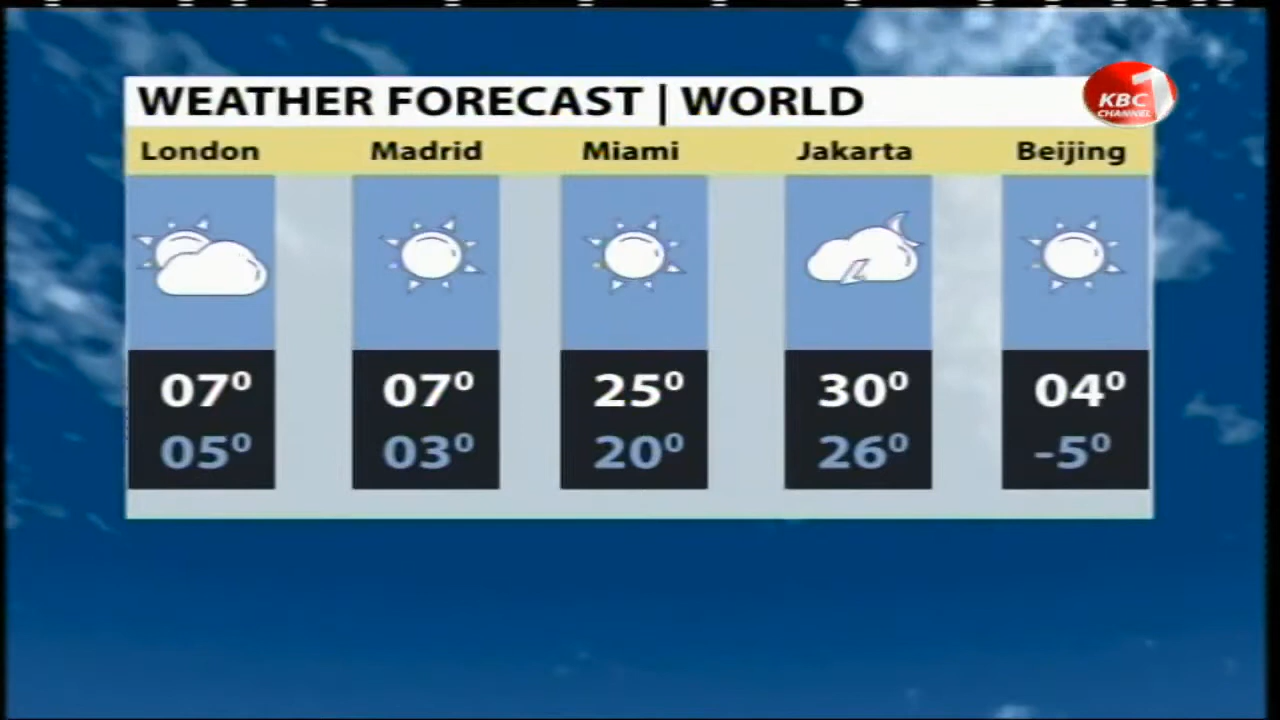 WEATHER FORECAST | WORLD
KBC 1
CHANNEL
London Madrid Miami Jakarta Beijing
07⁰ 07⁰ 25⁰ 30⁰ 04⁰
05⁰ 03⁰ 20⁰ 26⁰ -5⁰